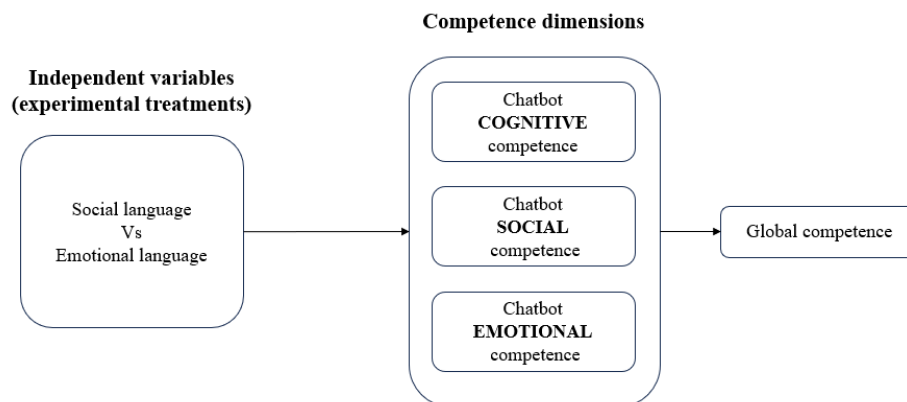 Competence dimensions
Independent variables
(experimental treatments)
Social language
Vs
Emotional language
Chatbot
COGNITIVE
competence
Chatbot
SOCIAL
competence
Chatbot
EMOTIONAL
competence
Global competence